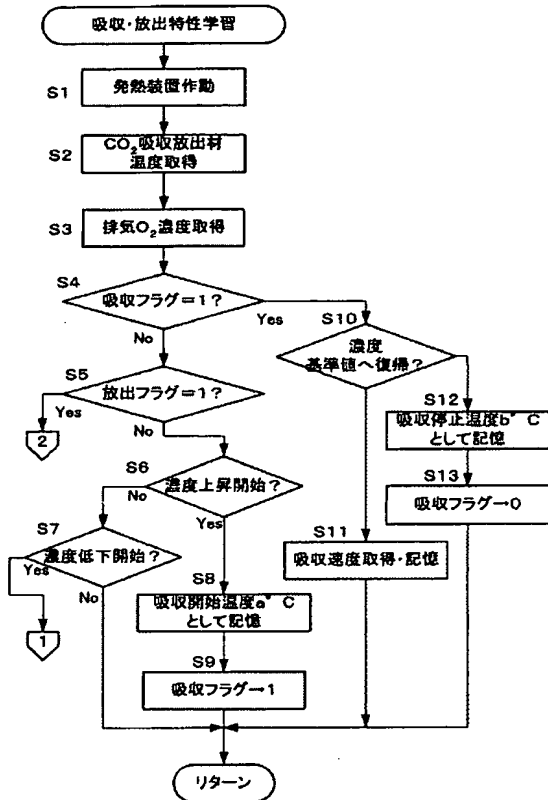 吸収・放出特性学習
S1
発熱装置作動
S2
CO₂吸収放出材
温度取得
S3
排気O₂濃度取得
S4
吸収フラグ=1?
Yes
No
S10
濃度
基準値へ復帰?
S5
放出フラグ=1?
Yes
No
2
S12
吸収停止温度b°C
として記憶
S13
吸収フラグ→0
S6
濃度上昇開始?
No
Yes
S7
濃度低下開始?
Yes
No
1
S11
吸収速度取得・記憶
S8
吸収開始温度a°C
として記憶
S9
吸収フラグ→1
リターン